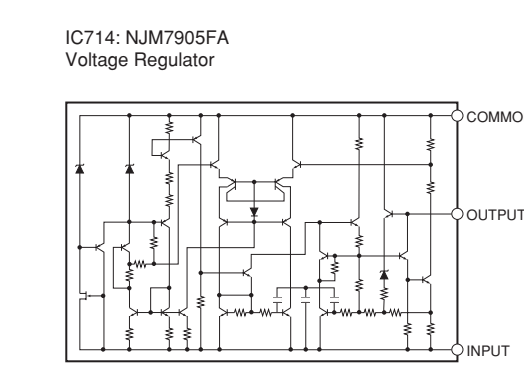 IC714: NJM7905FA
Voltage Regulator
COMMO
OUTPUT
INPUT